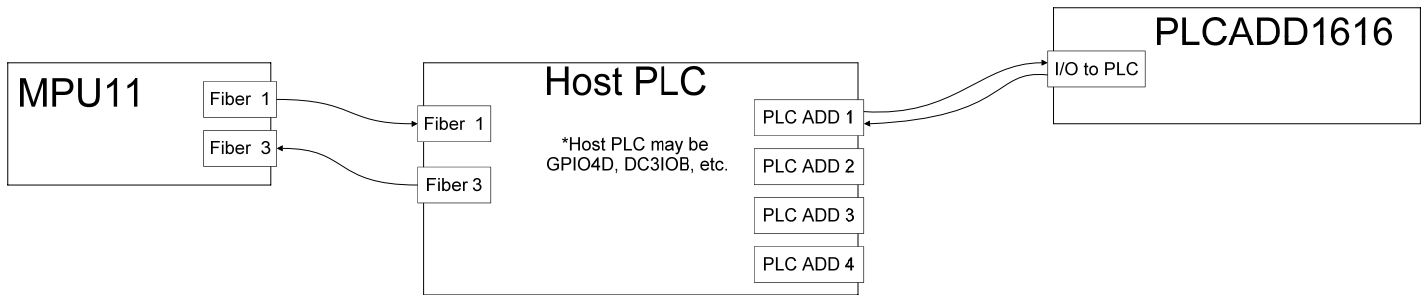 MPU11
Fiber 1
Fiber 3
Host PLC
Fiber 1
Fiber 3
*Host PLC may be
GPIO4D, DC3IOB, etc.
PLC ADD 1
PLC ADD 2
PLC ADD 3
PLC ADD 4
PLCADD1616
I/O to PLC